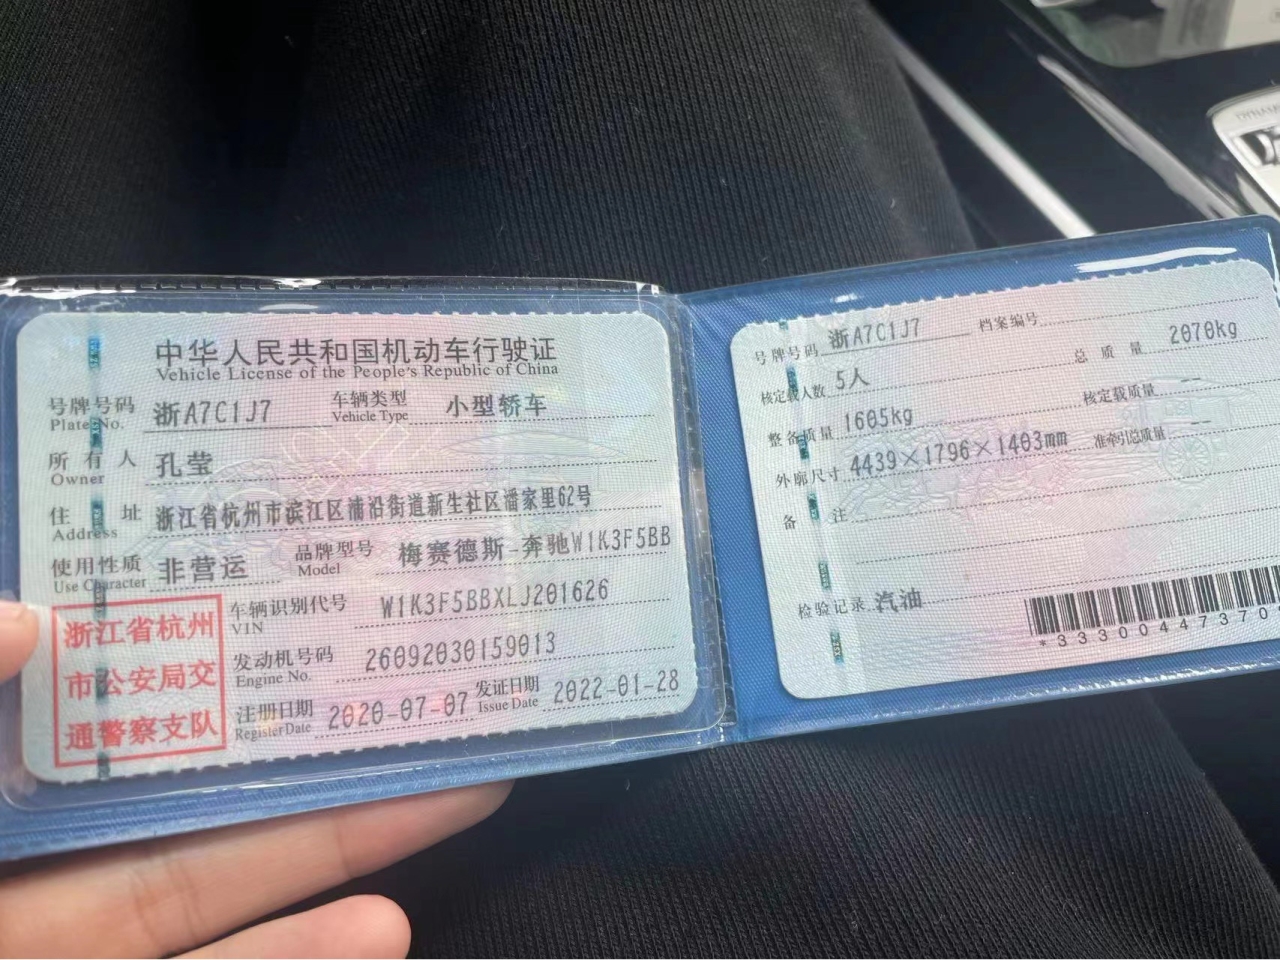 中华人民共和国机动车行驶证
Vehicle License of the People's Republic of China
号牌号码 浙A7C1J7 车辆类型 小型轿车
Plate No. Vehicle Type
所有人 孔莹
Owner
住址 浙江省杭州市滨江区浦沿街道新生社区潘家里62号
Address
使用性质 非营运 品牌型号 梅赛德斯-奔驰W1K3F5BB
Use Character Model
浙江省杭州
市公安局交
通警察支队
车辆识别代号 W1K3F5BBXLJ201626
VIN
发动机号码 26092030159013
Engine No.
注册日期 2020-07-07 发证日期 2022-01-28
Register Date Issue Date
号牌号码 浙A7C1J7 档案编号
核定载人数 5人 总质量 2070kg
整备质量 1605kg 核定载质量 --
外廓尺寸 4439×1796×1403mm 准牵引总质量 --
备注
检验记录 汽油
*33300447370